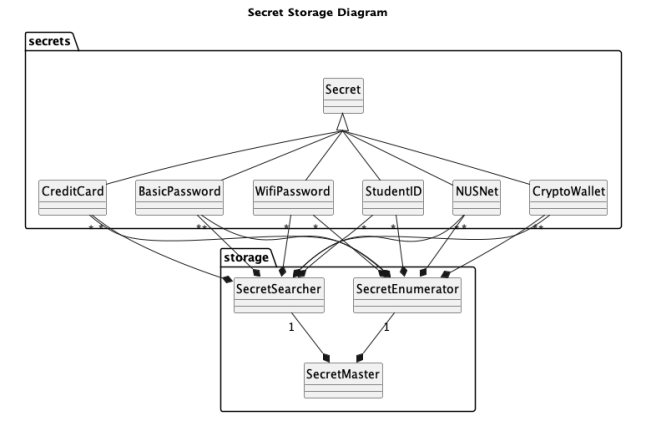 Secret Storage Diagram
secrets
Secret
CreditCard BasicPassword WifiPassword StudentID NUSNet CryptoWallet
* * * * * * * * * * * *
storage
SecretSearcher SecretEnumerator
1 1
SecretMaster